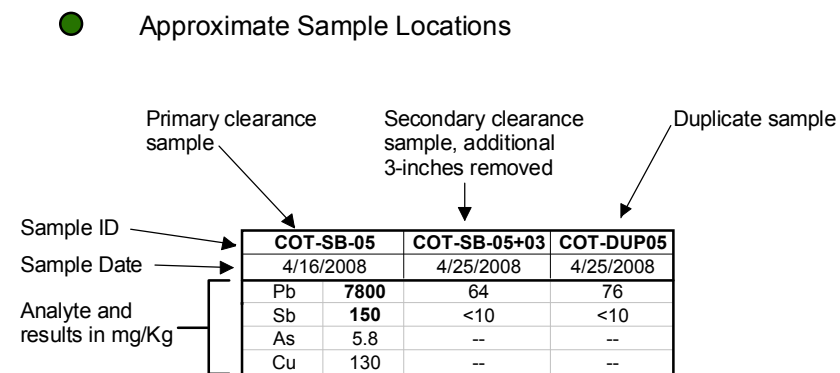 Approximate Sample Locations
Primary clearance
sample
Secondary clearance
sample, additional
3-inches removed
Duplicate sample
Sample ID
Sample Date
Analyte and
results in mg/Kg
COT-SB-05 COT-SB-05+03 COT-DUP05
4/16/2008 4/25/2008 4/25/2008
Pb 7800 64 76
Sb 150 <10 <10
As 5.8 -- --
Cu 130 -- --